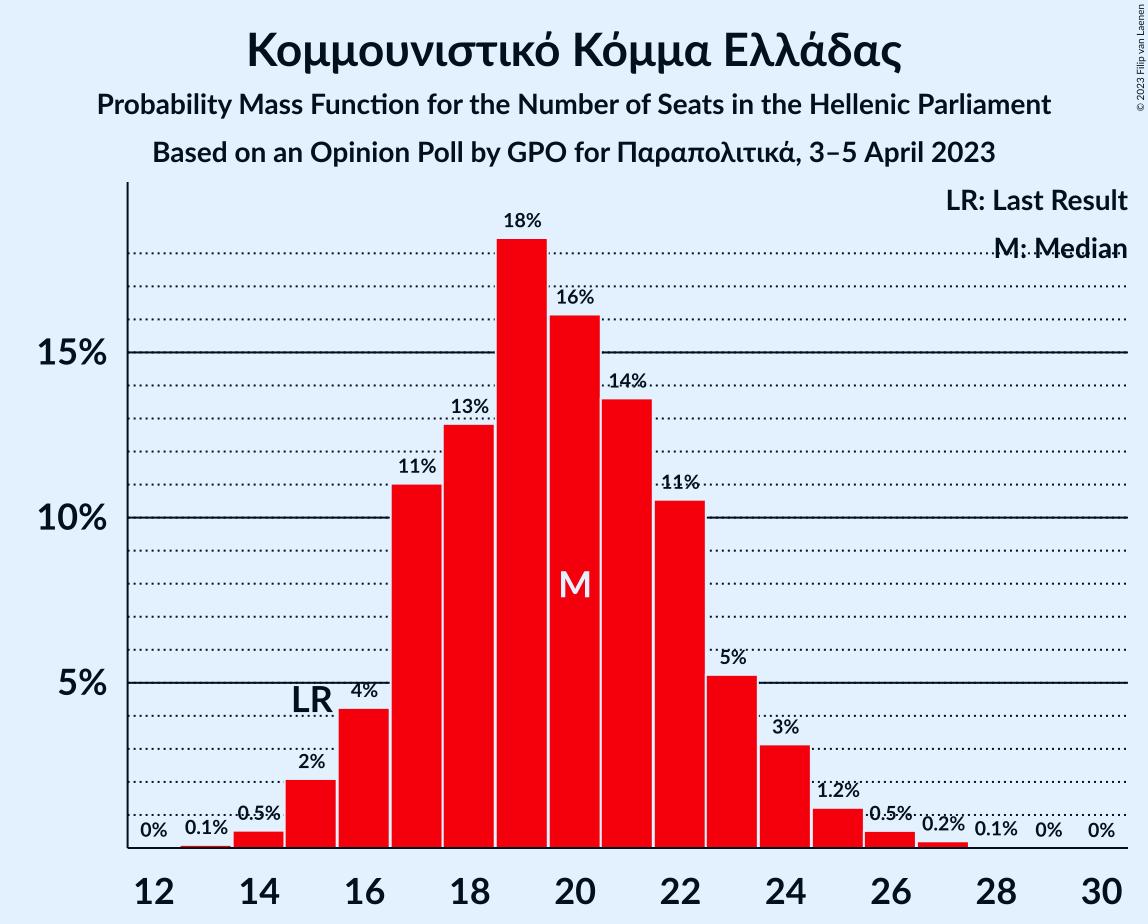 Κομμουνιστικό Κόμμα Ελλάδας
Probability Mass Function for the Number of Seats in the Hellenic Parliament
Based on an Opinion Poll by GPO for Παραπολιτικά, 3–5 April 2023
© 2023 Filip van Laenen
LR: Last Result
M: Median
18%
16%
15%
14%
13%
11%
11%
10%
M
5%
5%
LR
4%
3%
2%
1.2%
0%
0.1%
0.5%
0.5%
0.2%
0.1%
0%
0%
12 14 16 18 20 22 24 26 28 30